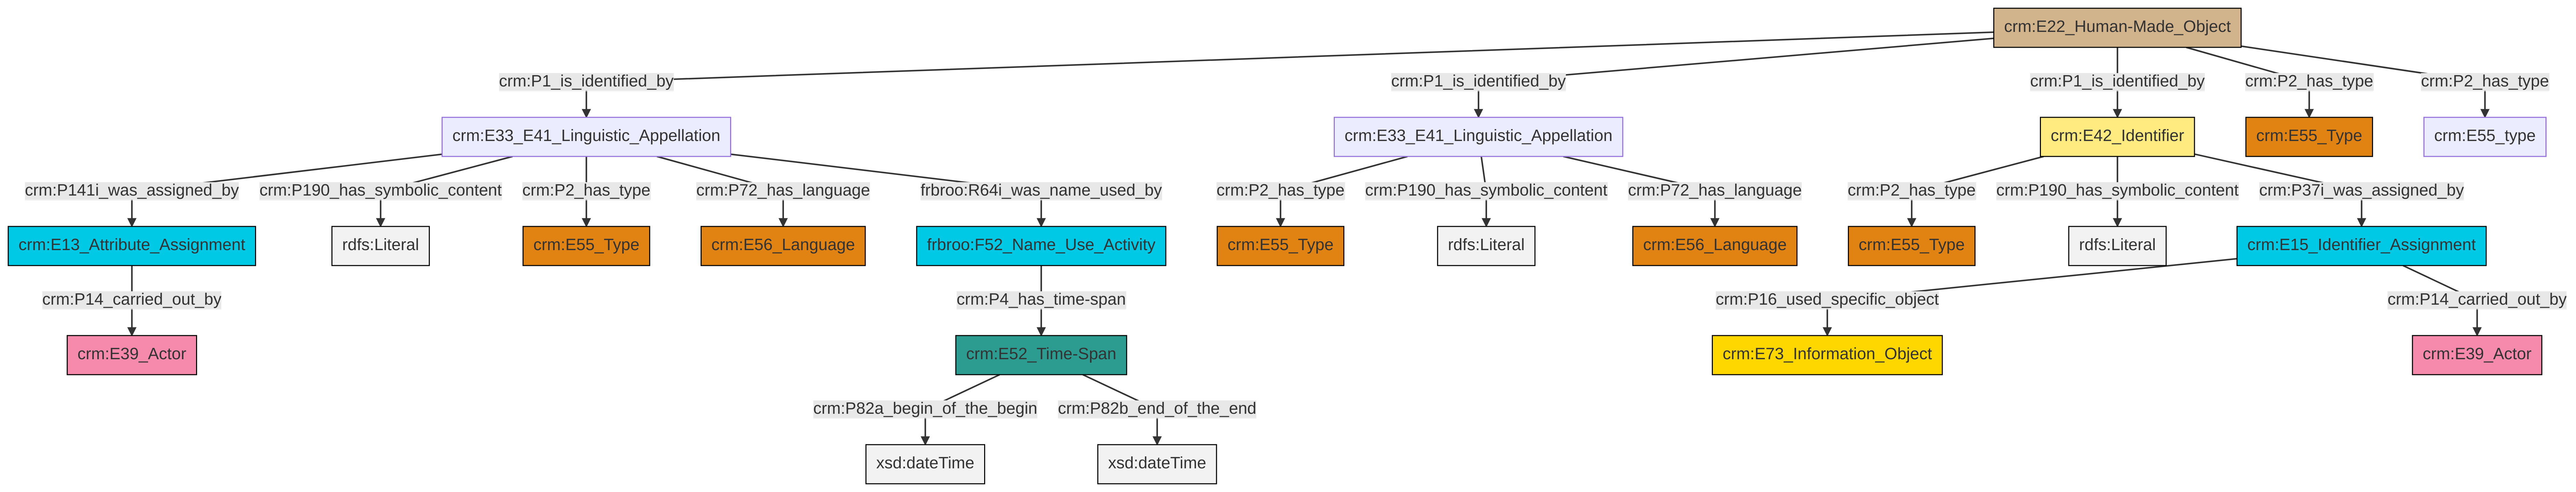 crm:E22_Human-Made_Object
crm:P1_is_identified_by
crm:P1_is_identified_by
crm:P1_is_identified_by
crm:P2_has_type
crm:P2_has_type
crm:E33_E41_Linguistic_Appellation
crm:E33_E41_Linguistic_Appellation
crm:E42_Identifier
crm:E55_Type
crm:E55_type
crm:P141i_was_assigned_by
crm:P190_has_symbolic_content
crm:P2_has_type
crm:P72_has_language
frbroo:R64i_was_name_used_by
crm:P2_has_type
crm:P190_has_symbolic_content
crm:P72_has_language
crm:P2_has_type
crm:P190_has_symbolic_content
crm:P37i_was_assigned_by
crm:E13_Attribute_Assignment
rdfs:Literal
crm:E55_Type
crm:E56_Language
frbroo:F52_Name_Use_Activity
crm:E55_Type
rdfs:Literal
crm:E56_Language
crm:E55_Type
rdfs:Literal
crm:E15_Identifier_Assignment
crm:P14_carried_out_by
crm:P4_has_time-span
crm:P16_used_specific_object
crm:P14_carried_out_by
crm:E39_Actor
crm:E52_Time-Span
crm:E73_Information_Object
crm:E39_Actor
crm:P82a_begin_of_the_begin
crm:P82b_end_of_the_end
xsd:dateTime
xsd:dateTime